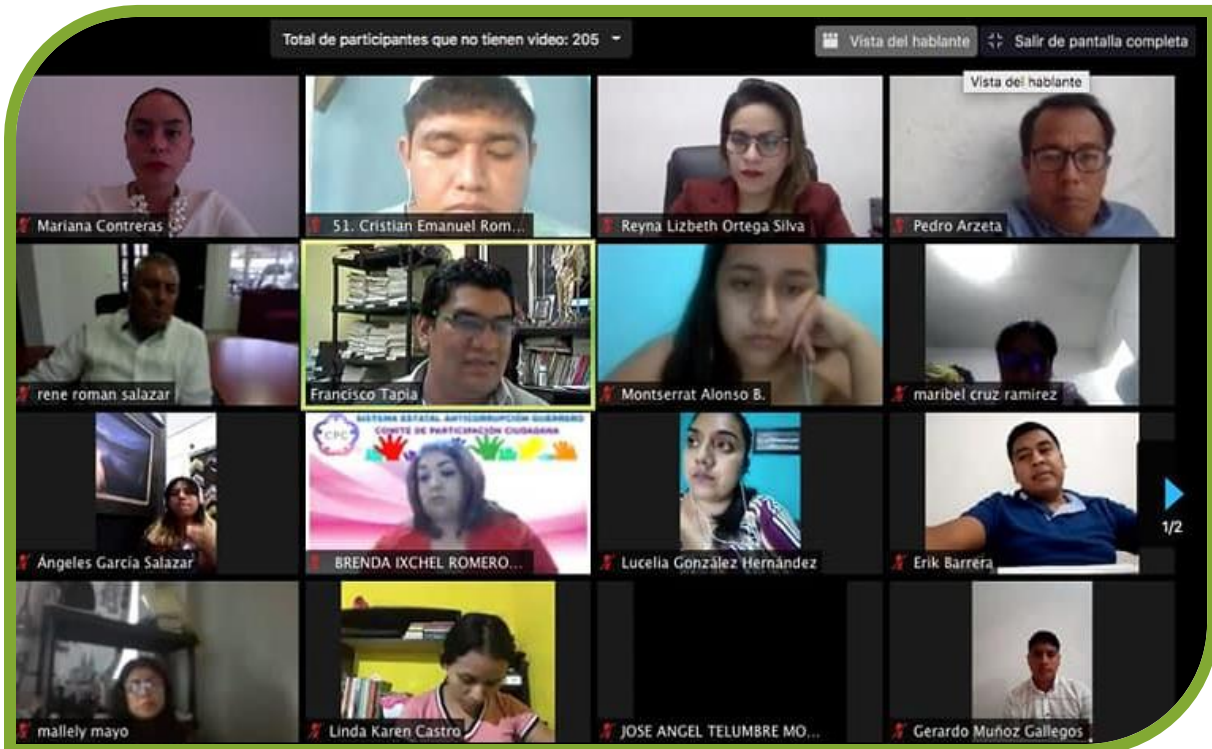 Total de participantes que no tienen video: 205
Vista del hablante
Salir de pantalla completa
Vista del hablante
Mariana Contreras
51. Cristian Emanuel Rom...
Reyna Lizbeth Ortega Silva
Pedro Arzeta
rene roman salazar
Francisco Tapia
Montserrat Alonso B.
maribel cruz ramirez
SISTEMA ESTATAL ANTICORRUPCIÓN GUERRERO
COMITÉ DE PARTICIPACIÓN CIUDADANA
CPC
Ángeles García Salazar
BRENDA IXCHEL ROMERO...
Lucelia González Hernández
Erik Barrera
1/2
mallely mayo
Linda Karen Castro
JOSE ANGEL TELUMBRE MO...
Gerardo Muñoz Gallegos